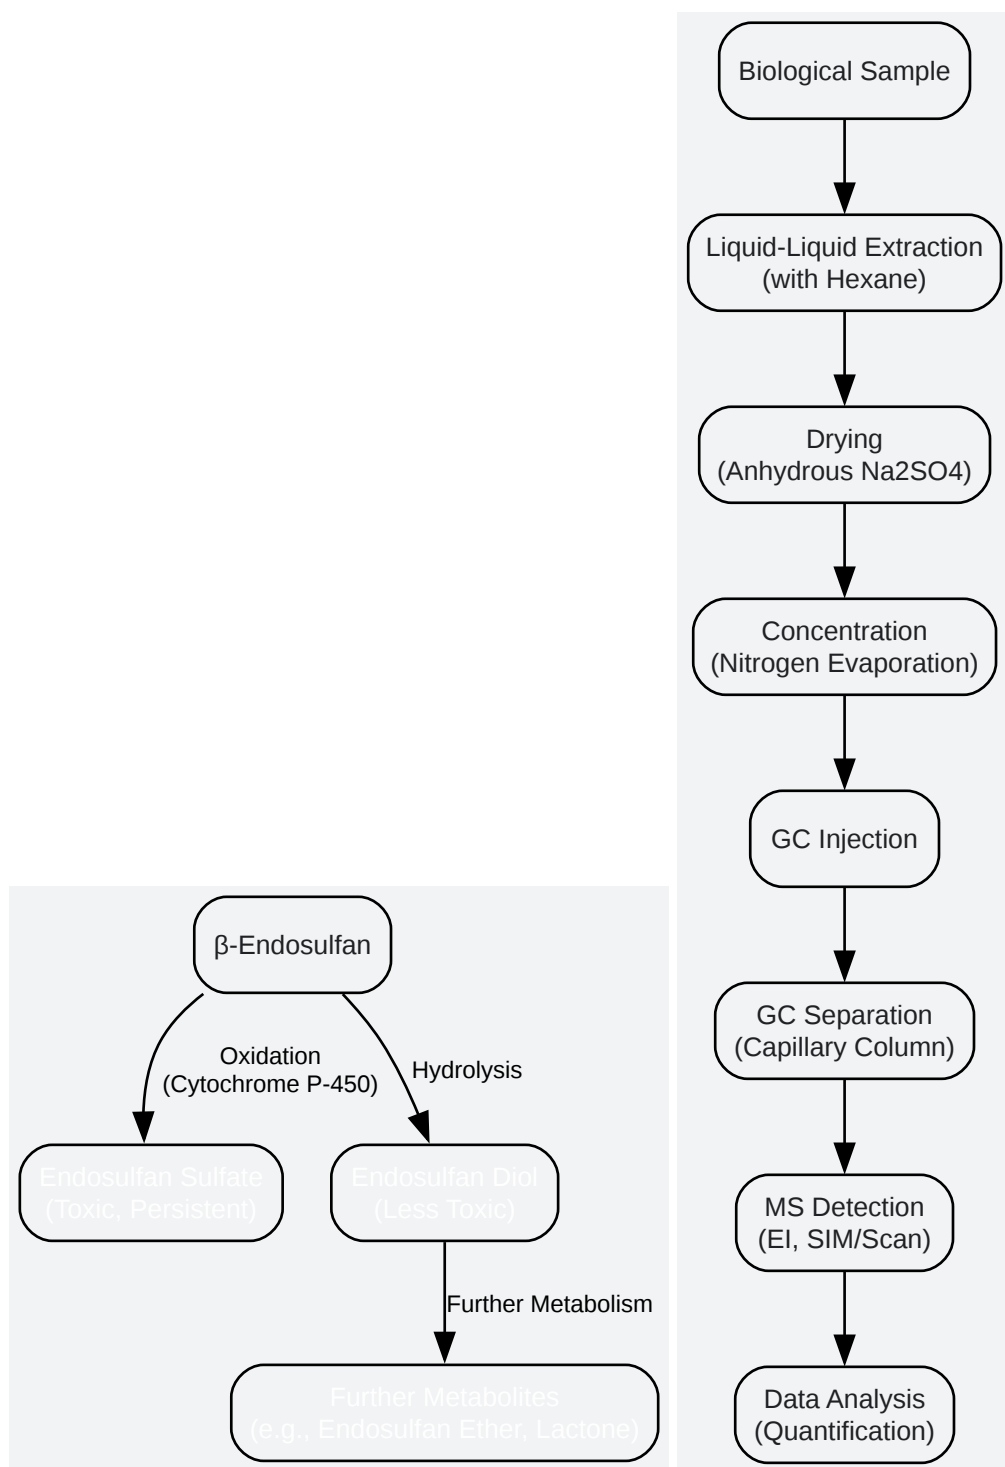 Biological Sample
Liquid-Liquid Extraction
(with Hexane)
Drying
(Anhydrous Na2SO4)
Concentration
(Nitrogen Evaporation)
GC Injection
GC Separation
(Capillary Column)
MS Detection
(EI, SIM/Scan)
Data Analysis
(Quantification)
β-Endosulfan
Oxidation
(Cytochrome P-450)
Hydrolysis
Endosulfan Sulfate
(Toxic, Persistent)
Endosulfan Diol
(Less Toxic)
Further Metabolism
Further Metabolites
(e.g., Endosulfan Ether, Lactone)